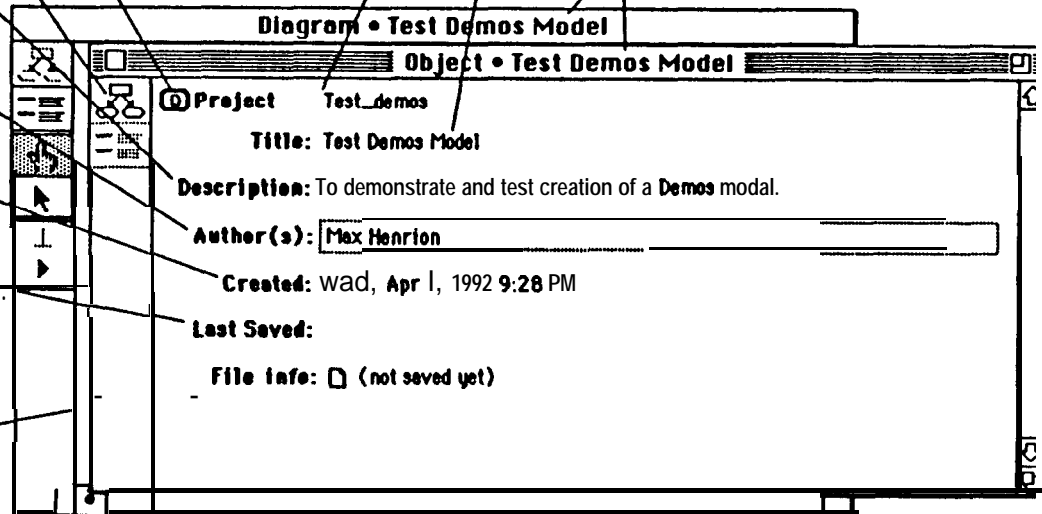 Diagram • Test Demos Model
Object • Test Demos Model
Project Test_demos
Title: Test Demos Model
Description: To demonstrate and test creation of a Demos modal.
Author(s): Max Henrion
Created: wad, Apr l, 1992 9:28 PM
Last Saved:
File info: (not saved yet)